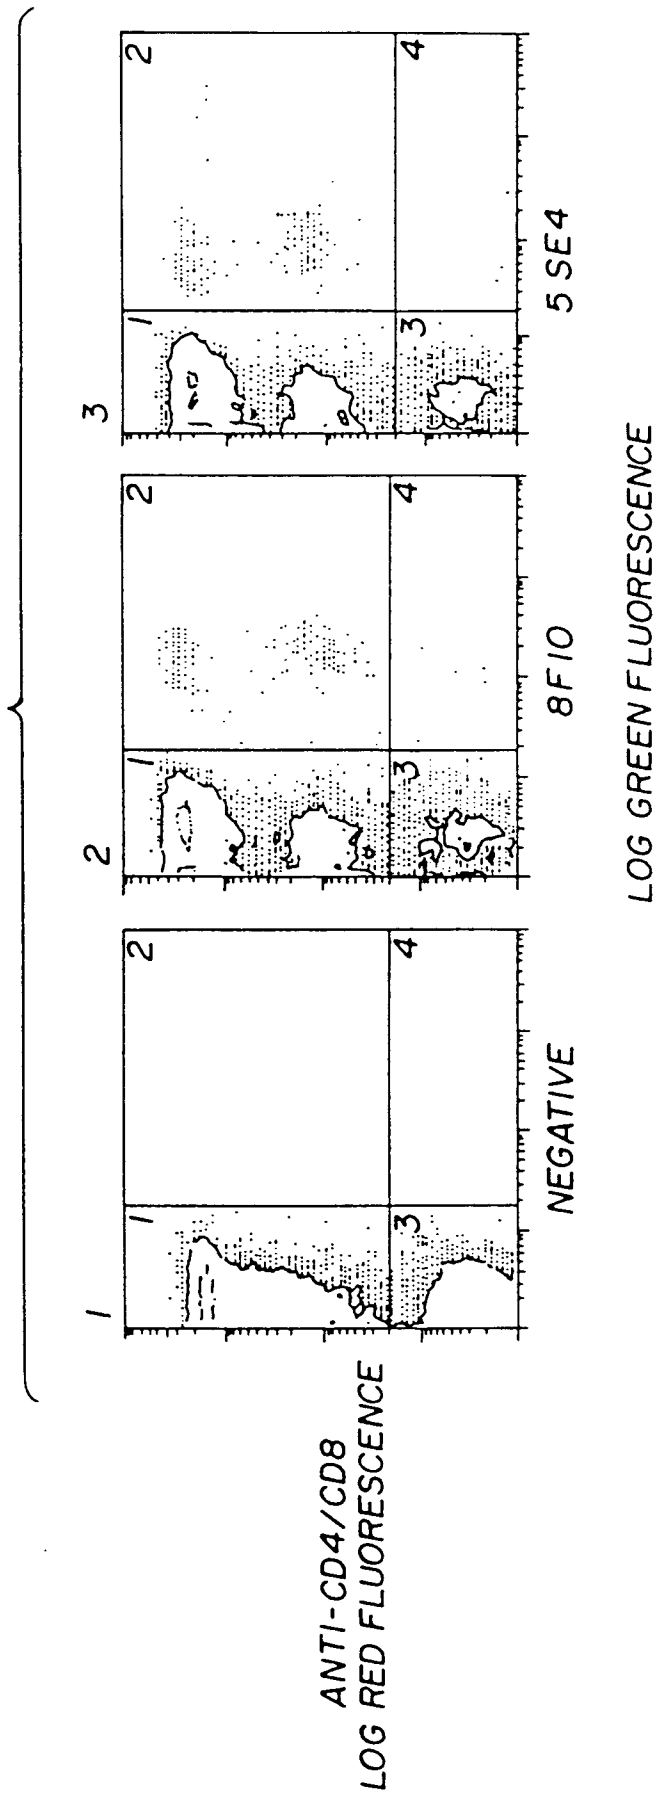 ANTI-CD4/CD8
LOG RED FLUORESCENCE
1
1
2
3
4
NEGATIVE
2
1
2
3
4
8F10
3
1
2
3
4
5SE4
LOG GREEN FLUORESCENCE